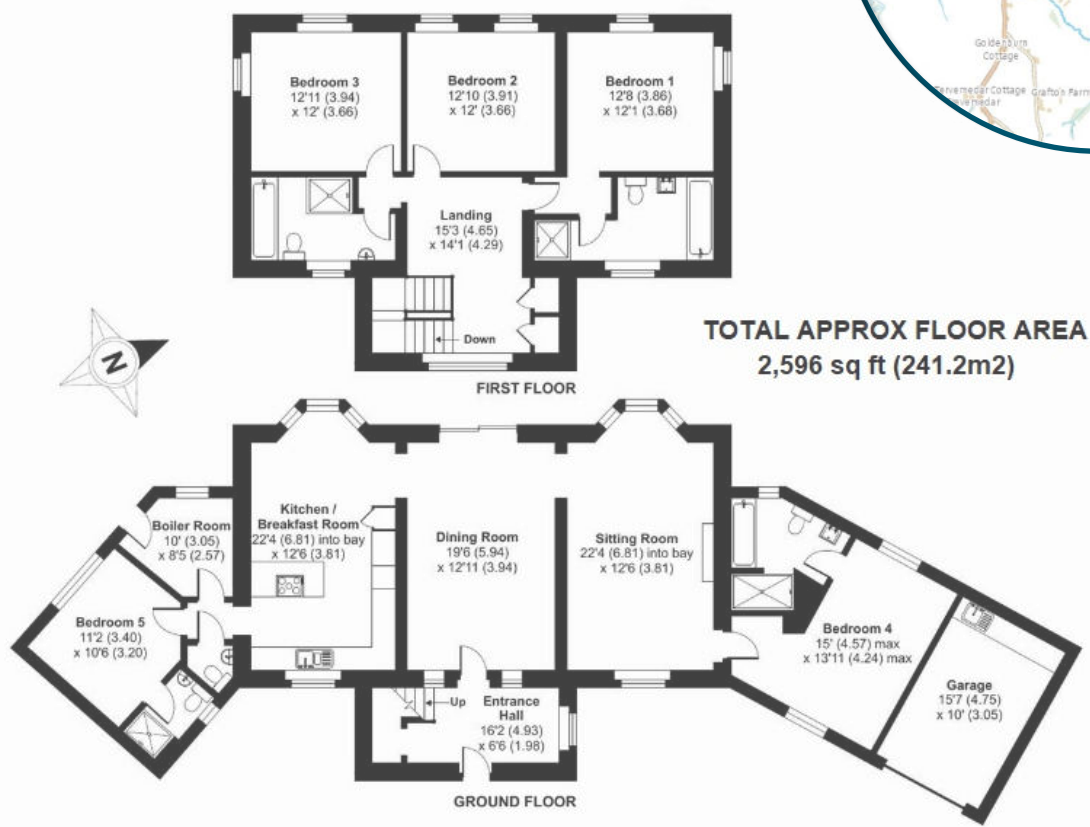 Goldenburn
Cottage
Carvemedar Cottage
Grafton Farm
Bedroom 3
12'11 (3.94)
x 12' (3.66)
Bedroom 2
12'10 (3.91)
x 12' (3.66)
Bedroom 1
12'8 (3.86)
x 12'1 (3.68)
Landing
15'3 (4.65)
x 14'1 (4.29)
Down
FIRST FLOOR
TOTAL APPROX FLOOR AREA
2,596 sq ft (241.2m2)
N
Boiler Room
10' (3.05)
x 8'5 (2.57)
Kitchen /
Breakfast Room
22'4 (6.81) into bay
x 12'6 (3.81)
Dining Room
19'6 (5.94)
x 12'11 (3.94)
Sitting Room
22'4 (6.81) into bay
x 12'6 (3.81)
Bedroom 5
11'2 (3.40)
x 10'6 (3.20)
Bedroom 4
15' (4.57) max
x 13'11 (4.24) max
Garage
15'7 (4.75)
x 10' (3.05)
Up
Entrance
Hall
16'2 (4.93)
x 6'6 (1.98)
GROUND FLOOR